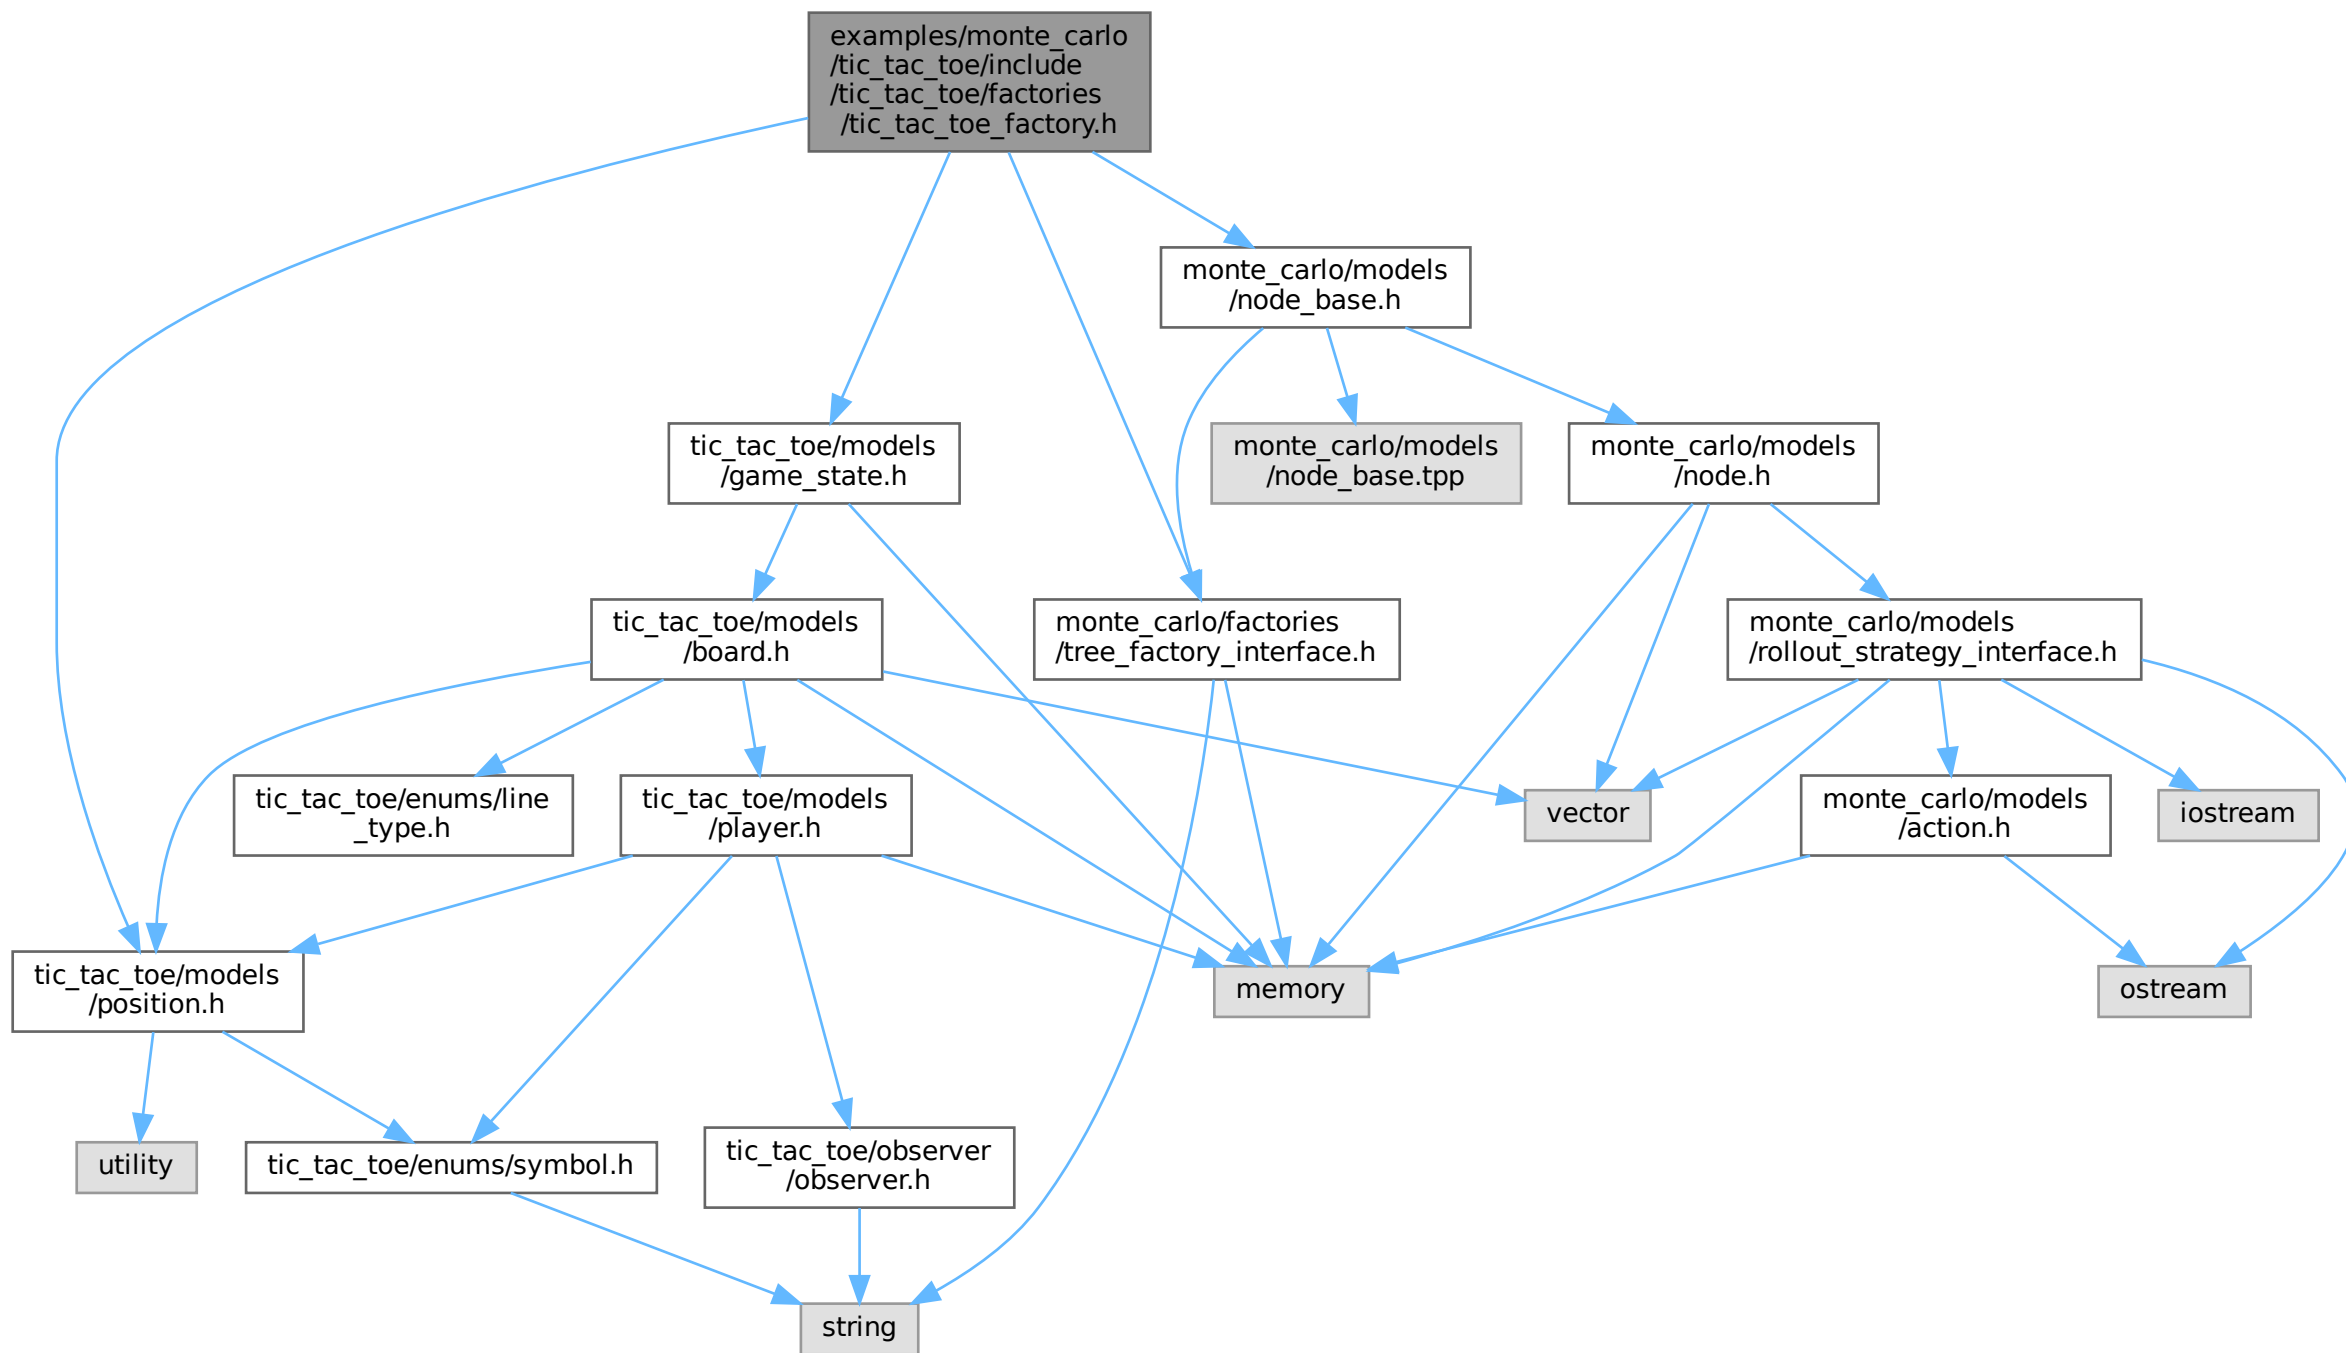 examples/monte_carlo
/tic_tac_toe/include
/tic_tac_toe/factories
/tic_tac_toe_factory.h
monte_carlo/models
/node_base.h
tic_tac_toe/models
/game_state.h
monte_carlo/models
/node_base.tpp
monte_carlo/models
/node.h
tic_tac_toe/models
/board.h
monte_carlo/factories
/tree_factory_interface.h
monte_carlo/models
/rollout_strategy_interface.h
tic_tac_toe/enums/line
_type.h
tic_tac_toe/models
/player.h
vector
monte_carlo/models
/action.h
iostream
tic_tac_toe/models
/position.h
memory
ostream
utility
tic_tac_toe/enums/symbol.h
tic_tac_toe/observer
/observer.h
string